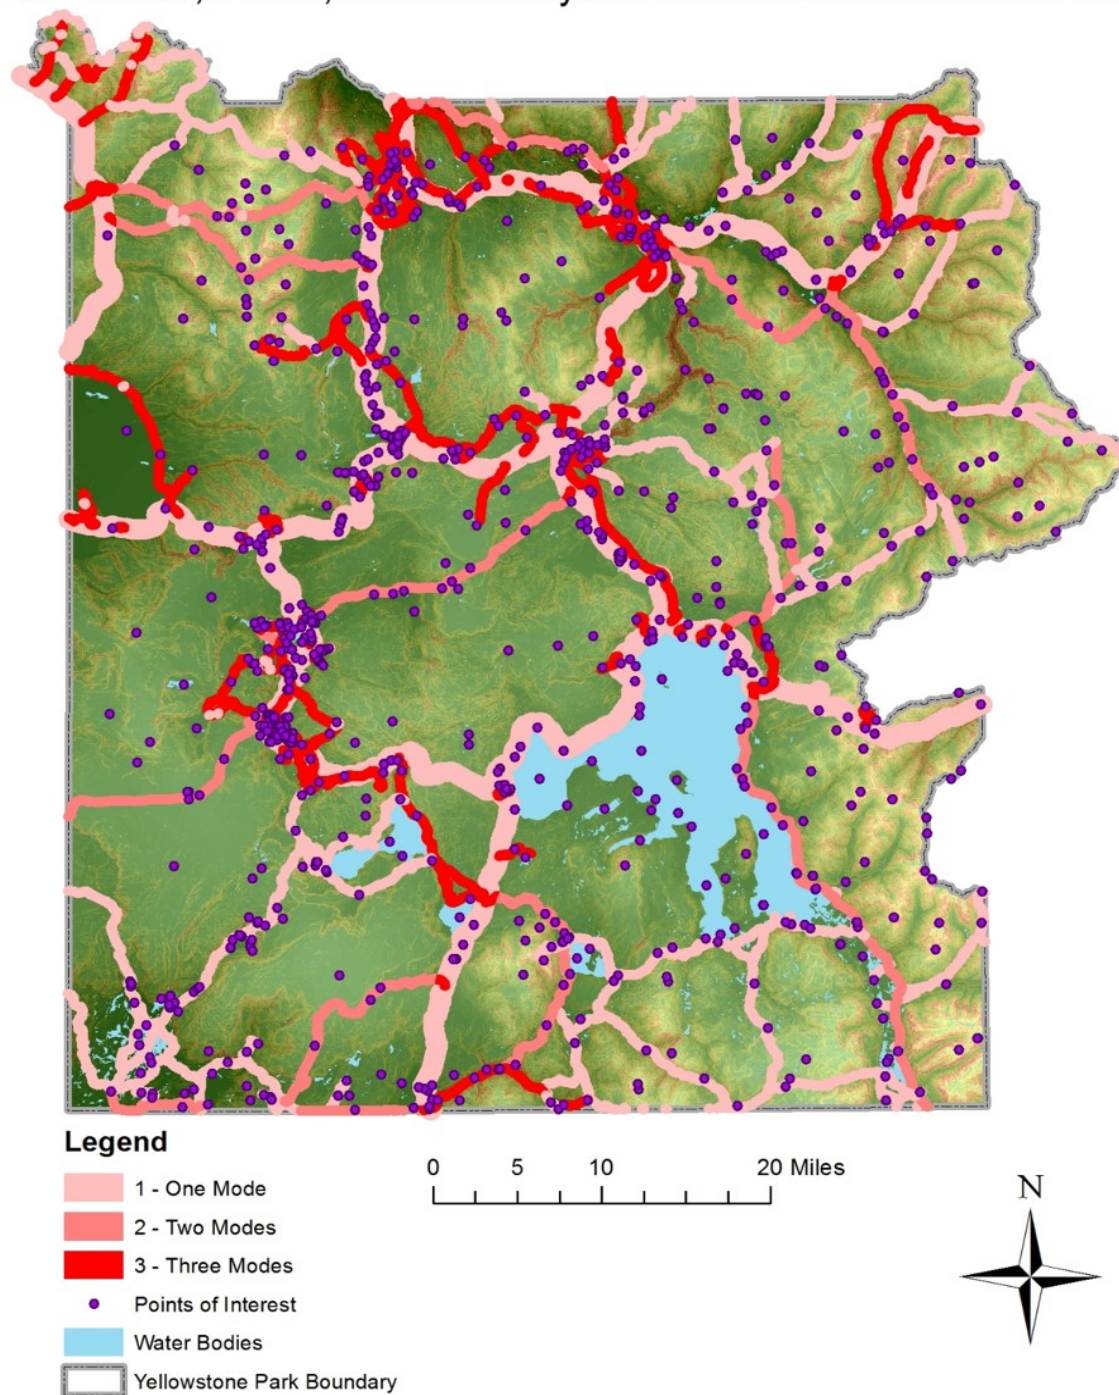 Legend
0 5 10 20 Miles
1 - One Mode
2 - Two Modes
3 - Three Modes
Points of Interest
Water Bodies
Yellowstone Park Boundary
N